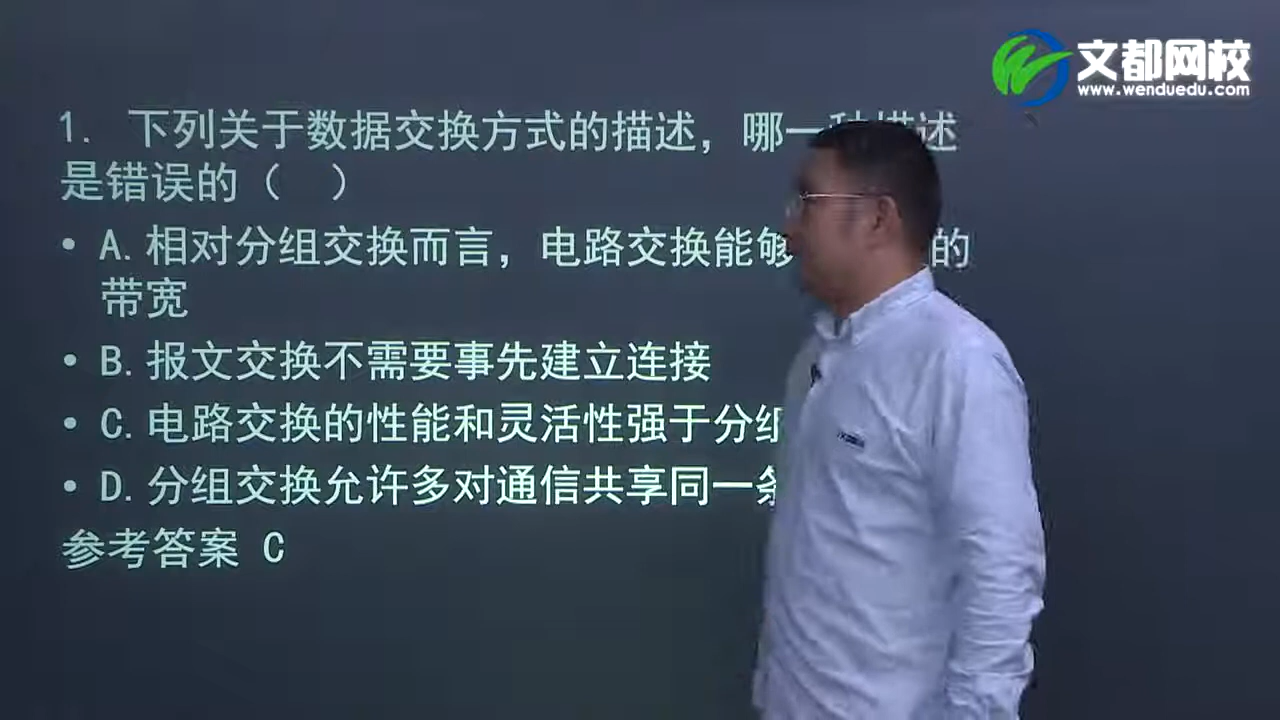 文都网校
www.wenduedu.com
1. 下列关于数据交换方式的描述，哪一种描述
是错误的（ ）
• A.相对分组交换而言，电路交换能够 的
带宽
• B.报文交换不需要事先建立连接
• C.电路交换的性能和灵活性强于分组
• D.分组交换允许多对通信共享同一条
参考答案 C